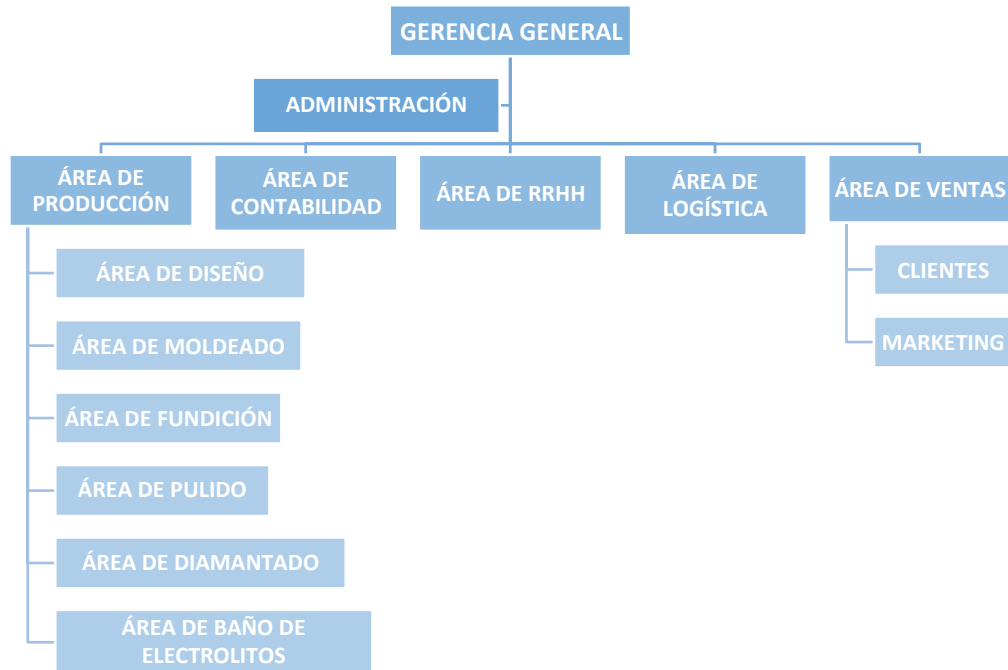 GERENCIA GENERAL
ADMINISTRACIÓN
ÁREA DE
PRODUCCIÓN
ÁREA DE
CONTABILIDAD
ÁREA DE RRHH
ÁREA DE
LOGÍSTICA
ÁREA DE VENTAS
ÁREA DE DISEÑO
ÁREA DE MOLDEADO
ÁREA DE FUNDICIÓN
ÁREA DE PULIDO
ÁREA DE DIAMANTADO
ÁREA DE BAÑO DE
ELECTROLITOS
CLIENTES
MARKETING